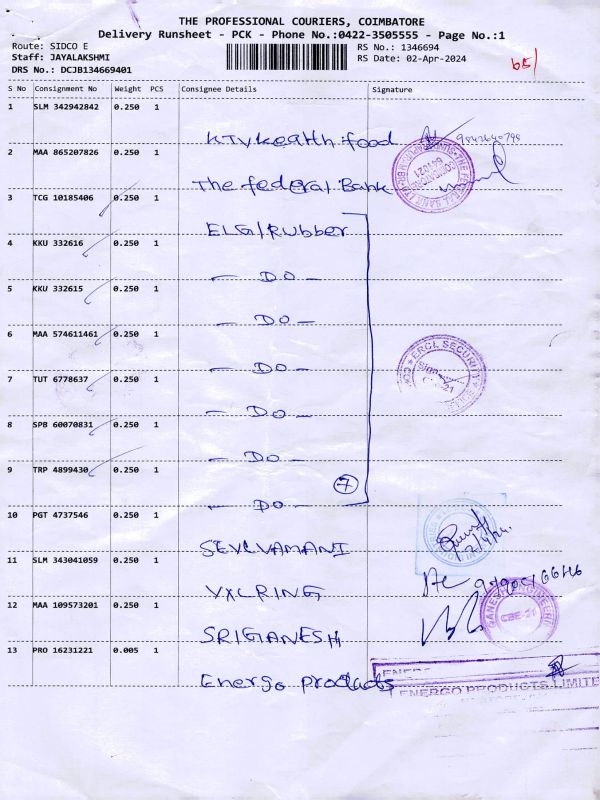 THE PROFESSIONAL COURIERS, COIMBATORE
Delivery Runsheet - PCK - Phone No.:0422-3505555 - Page No.:1
Route: SIDCO E
RS No.: 1346694
Staff: JAYALAKSHMI
RS Date: 02-Apr-2024
DRS No.: DCJB134669401
S No Consignment No Weight PCS Consignee Details Signature
1 SLM 342942842 0.250 1
KTV Health food
2 MAA 865207826 0.250 1
The federal Bank
3 TCG 10185406 0.250 1
ELGI Rubber
4 KKU 332616 0.250 1
— DO —
5 KKU 332615 0.250 1
— DO —
6 MAA 574611461 0.250 1
— DO —
7 TUT 6778637 0.250 1
— DO —
ERCL SECURITY
8 SPB 60070831 0.250 1
— DO —
9 TRP 4899430 0.250 1
7
— DO —
10 PGT 4737546 0.250 1
SELVAMANI
11 SLM 343041059 0.250 1
VXLRING
12 MAA 109573201 0.250 1
SRIGANESH
CBE-21
13 PRO 16231221 0.005 1
Energo products
ENERGO PRODUCTS LIMITE